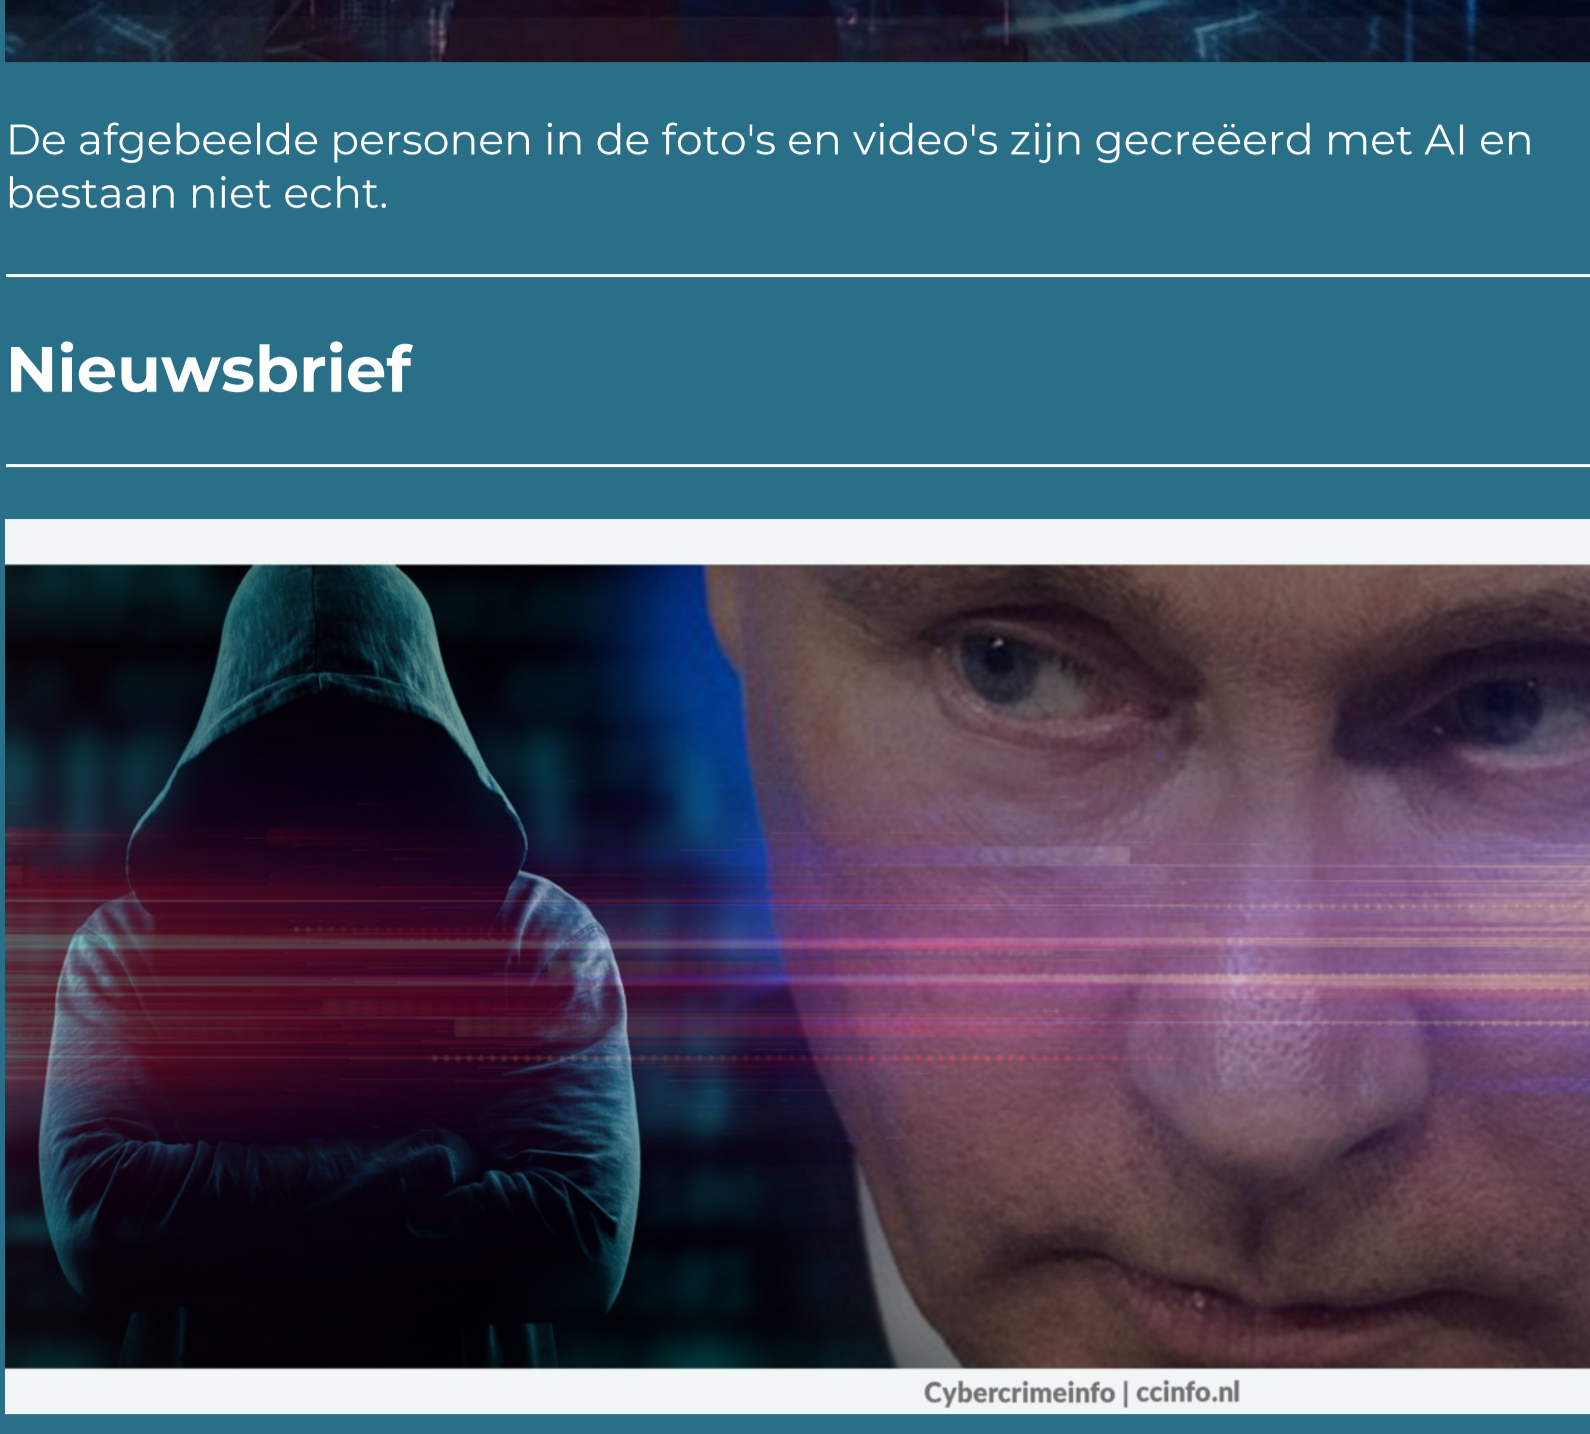 De afgebeelde personen in de foto's en video's zijn gecreëerd met AI en
bestaan niet echt.
Nieuwsbrief
Cybercrimeinfo | ccinfo.nl